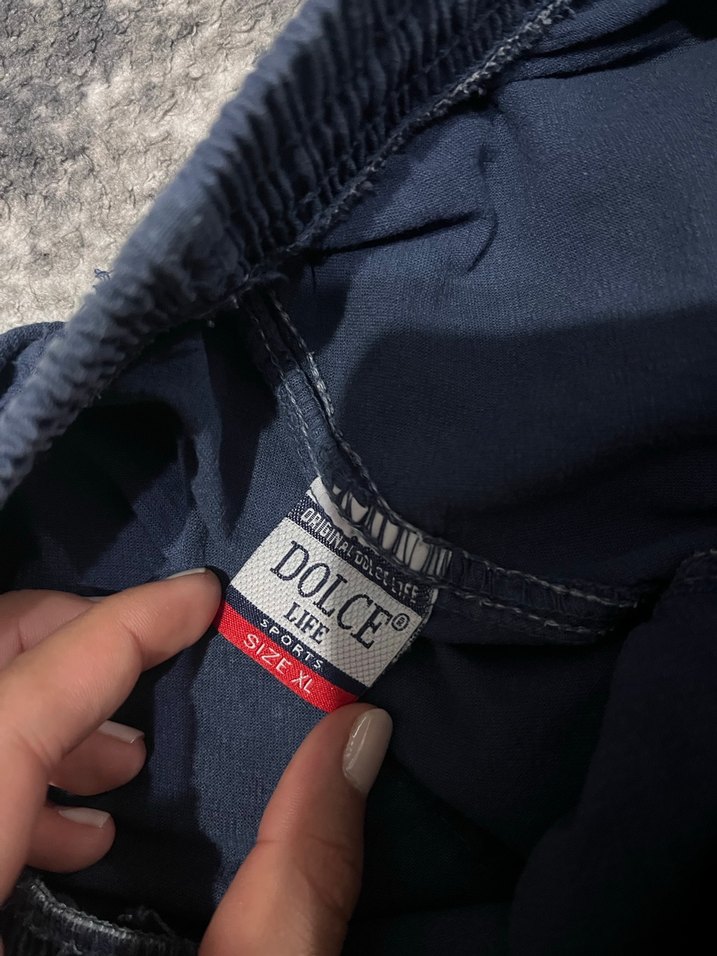 ORIGINAL DOLCE LIFE
DOLCE®
LIFE
SPORTS
SIZE XL